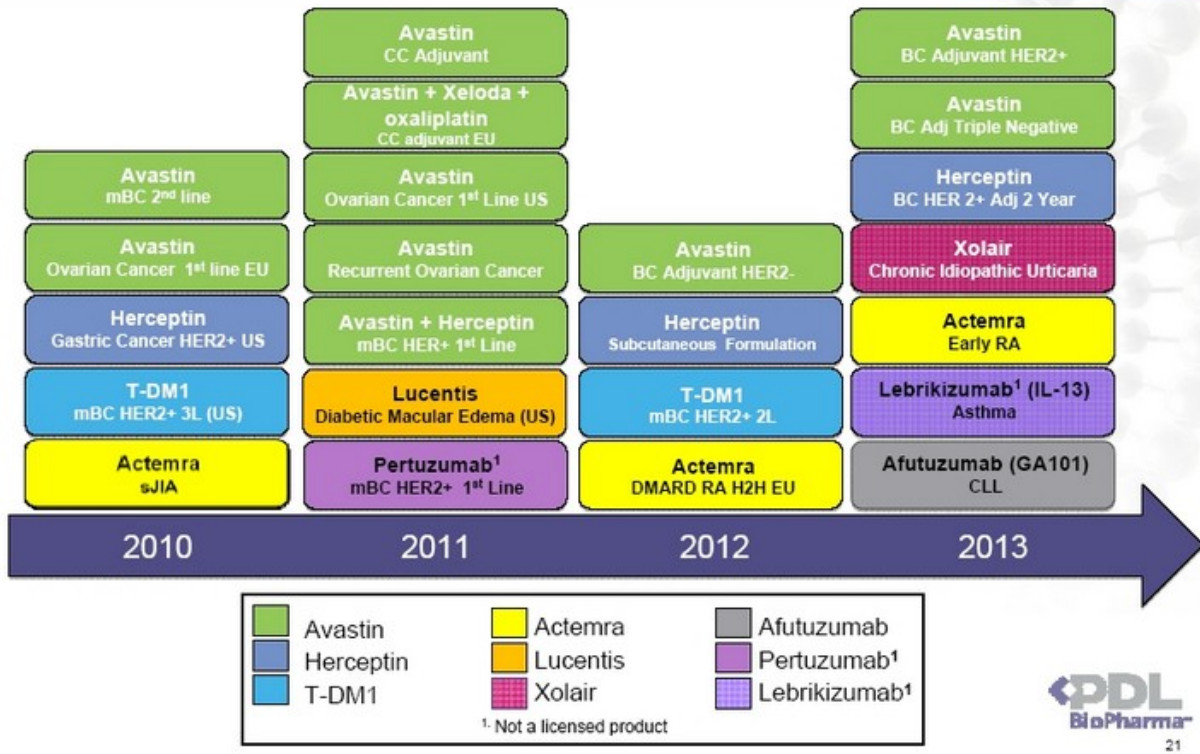 Avastin
mBC 2nd line
Avastin
Ovarian Cancer 1st line EU
Herceptin
Gastric Cancer HER2+ US
T-DM1
mBC HER2+ 3L (US)
Actemra
sJIA
Avastin
CC Adjuvant
Avastin + Xeloda +
oxaliplatin
CC adjuvant EU
Avastin
Ovarian Cancer 1st Line US
Avastin
Recurrent Ovarian Cancer
Avastin + Herceptin
mBC HER+ 1st Line
Lucentis
Diabetic Macular Edema (US)
Pertuzumab1
mBC HER2+ 1st Line
Avastin
BC Adjuvant HER2-
Herceptin
Subcutaneous Formulation
T-DM1
mBC HER2+ 2L
Actemra
DMARD RA H2H EU
Avastin
BC Adjuvant HER2+
Avastin
BC Adj Triple Negative
Herceptin
BC HER 2+ Adj 2 Year
Xolair
Chronic Idiopathic Urticaria
Actemra
Early RA
Lebrikizumab1 (IL-13)
Asthma
Afutuzumab (GA101)
CLL
2010
2011
2012
2013
Avastin
Herceptin
T-DM1
Actemra
Lucentis
Xolair
Afutuzumab
Pertuzumab1
Lebrikizumab1
1. Not a licensed product
PDL
BioPharma
21